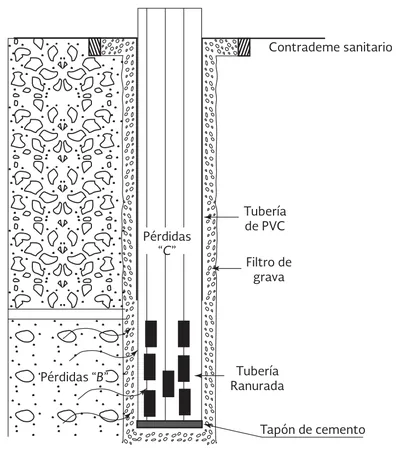 Contrademe sanitario
Tubería
de PVC
Pérdidas
“C”
Filtro de
grava
Pérdidas “B”
Tubería
Ranurada
Tapón de cemento